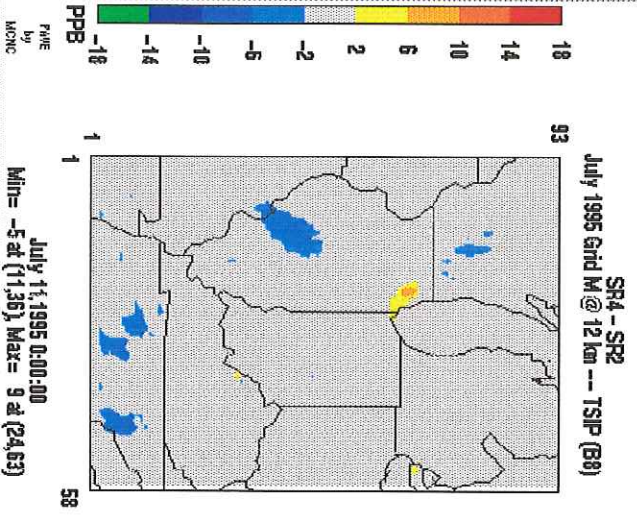 SR4 - SR2
July 1995 Grid M @ 12 km --- TSIP (B8)
18
14
10
6
2
-2
-6
-10
-14
-18
PPB
PAVE
by
MCNC
93
1
1
58
July 11, 1995 0:00:00
Min= -5 at (11,36), Max= 9 at (24,63)